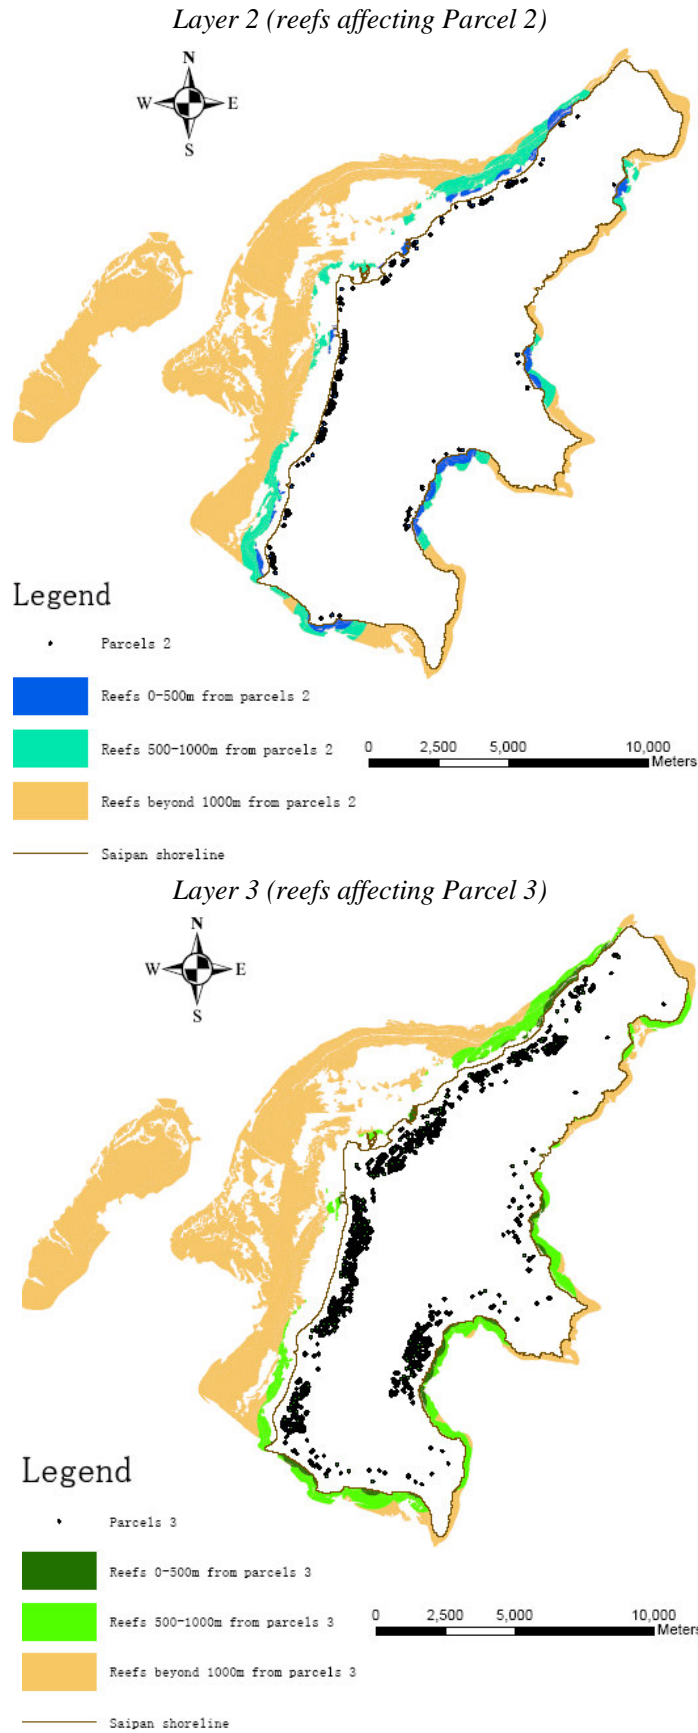 Layer 2 (reefs affecting Parcel 2)
N
W E
S
Legend
Parcels 2
Reefs 0-500m from parcels 2
Reefs 500-1000m from parcels 2
0 2,500 5,000 10,000
Meters
Reefs beyond 1000m from parcels 2
Saipan shoreline
Layer 3 (reefs affecting Parcel 3)
N
W E
S
Legend
Parcels 3
Reefs 0-500m from parcels 3
Reefs 500-1000m from parcels 3
0 2,500 5,000 10,000
Meters
Reefs beyond 1000m from parcels 3
Saipan shoreline